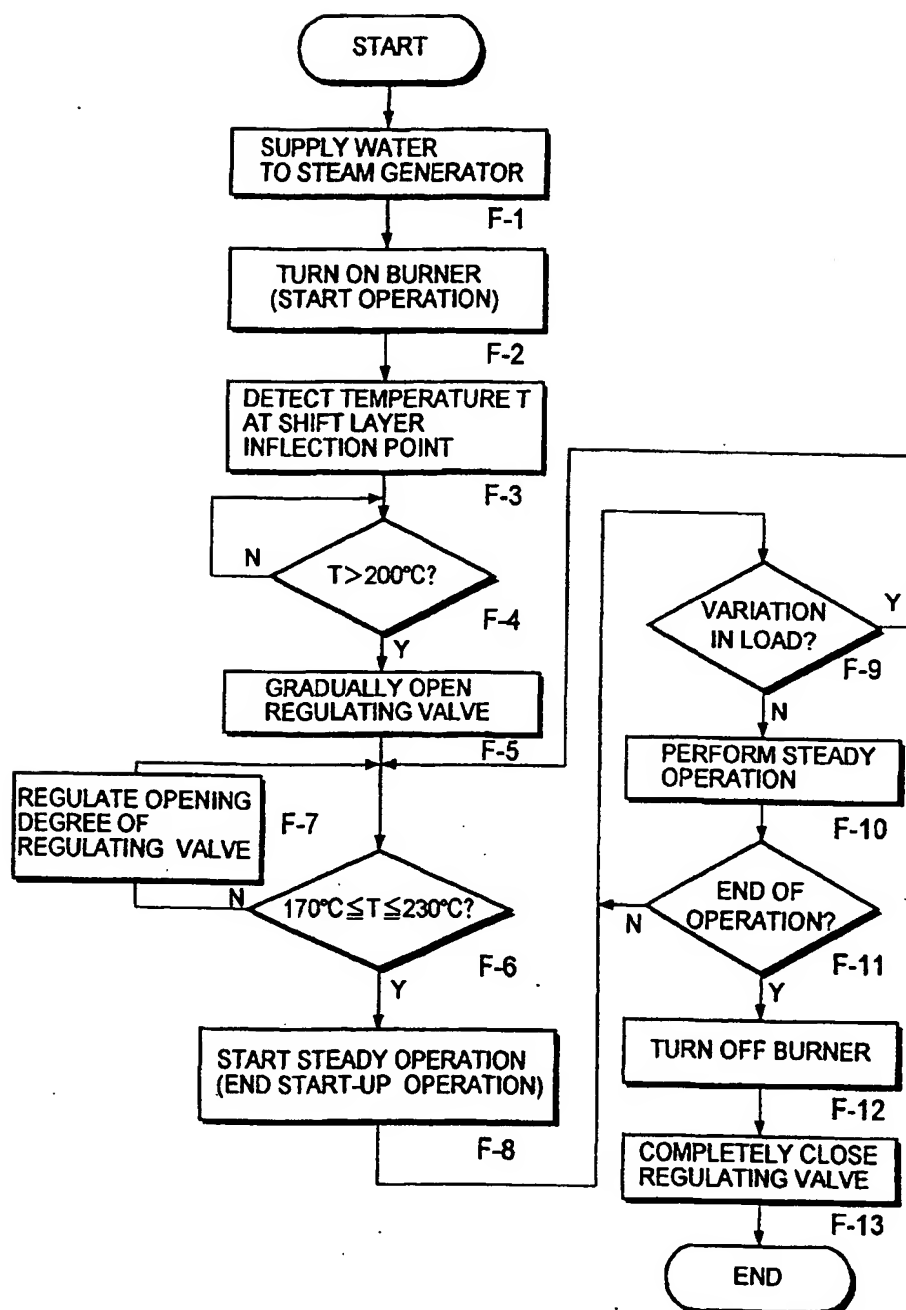 START
SUPPLY WATER
TO STEAM GENERATOR
F-1
TURN ON BURNER
(START OPERATION)
F-2
DETECT TEMPERATURE T
AT SHIFT LAYER
INFLECTION POINT
F-3
N
T>200°C?
F-4
Y
GRADUALLY OPEN
REGULATING VALVE
F-5
REGULATE OPENING
DEGREE OF
REGULATING VALVE
F-7
N
170°C≦T≦230°C?
F-6
Y
START STEADY OPERATION
(END START-UP OPERATION)
F-8
VARIATION
IN LOAD?
Y
F-9
N
PERFORM STEADY
OPERATION
F-10
END OF
OPERATION?
N
F-11
Y
TURN OFF BURNER
F-12
COMPLETELY CLOSE
REGULATING VALVE
F-13
END